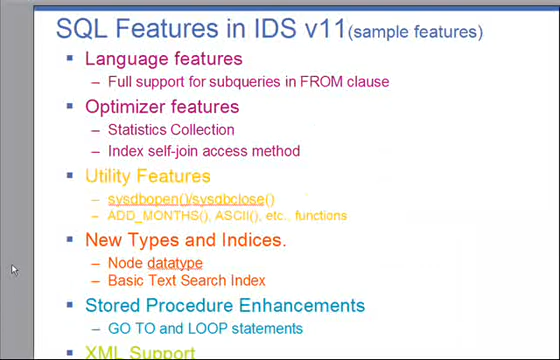 SQL Features in IDS v11(sample features)
Language features
– Full support for subqueries in FROM clause
Optimizer features
– Statistics Collection
– Index self-join access method
Utility Features
– sysdbopen()/sysdbclose()
– ADD_MONTHS(), ASCII(), etc., functions
New Types and Indices.
– Node datatype
– Basic Text Search Index
Stored Procedure Enhancements
– GO TO and LOOP statements
XML Support